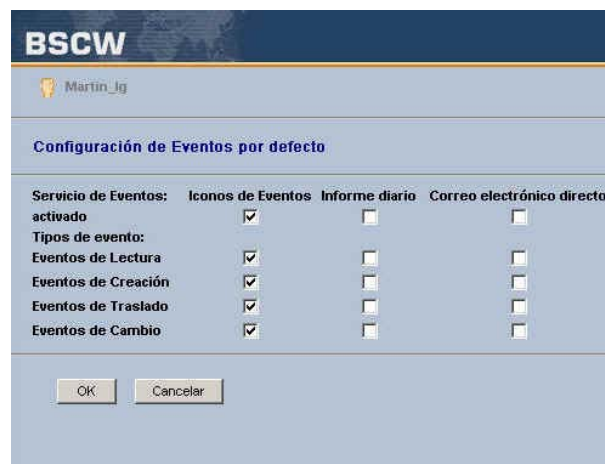 BSCW
Martin_lg
Configuración de Eventos por defecto
Servicio de Eventos: Iconos de Eventos Informe diario Correo electrónico directo
activado
Tipos de evento:
Eventos de Lectura
Eventos de Creación
Eventos de Traslado
Eventos de Cambio
OK Cancelar